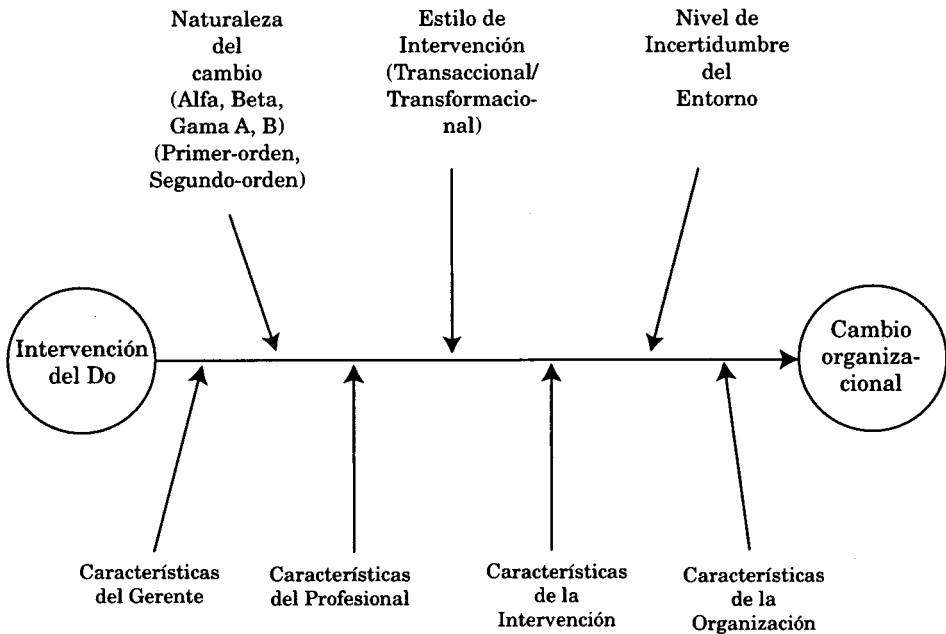 Naturaleza
del
cambio
(Alfa, Beta,
Gama A, B)
(Primer-orden,
Segundo-orden)
Estilo de
Intervención
(Transaccional/
Transformacio-
nal)
Nivel de
Incertidumbre
del
Entorno
Intervención
del Do
Cambio
organiza-
cional
Características
del Gerente
Características
del Profesional
Características
de la
Intervención
Características
de la
Organización